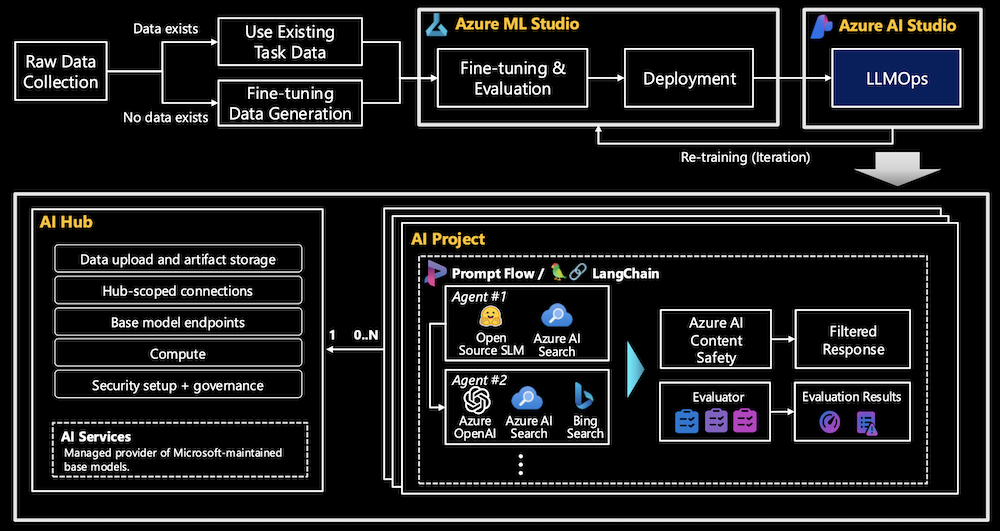 Raw Data
Collection
Data exists
No data exists
Use Existing
Task Data
Fine-tuning
Data Generation
Azure ML Studio
Fine-tuning &
Evaluation
Deployment
Azure AI Studio
LLMOps
Re-training (Iteration)
AI Hub
Data upload and artifact storage
Hub-scoped connections
Base model endpoints
Compute
Security setup + governance
AI Services
Managed provider of Microsoft-maintained
base models.
1 0..N
AI Project
Prompt Flow / LangChain
Agent #1
Open
Source SLM
Azure AI
Search
Agent #2
Azure
OpenAI
Azure AI
Search
Bing
Search
Azure AI
Content
Safety
Filtered
Response
Evaluator
Evaluation Results